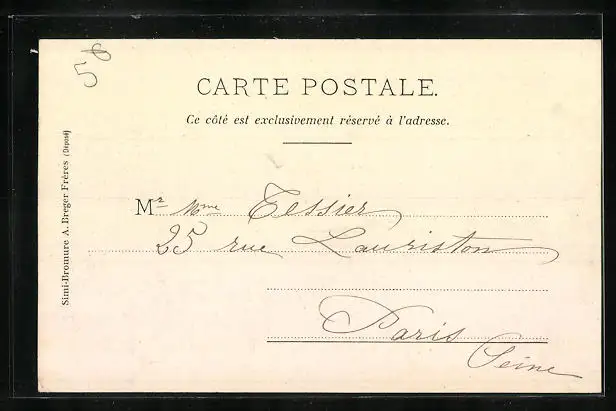 58
CARTE POSTALE.
Ce côté est exclusivement réservé à l'adresse.
Mr Mme Tessier
25 rue Lauriston
Paris
Seine
Simi-Bromure A. Breger Frères (Déposé)